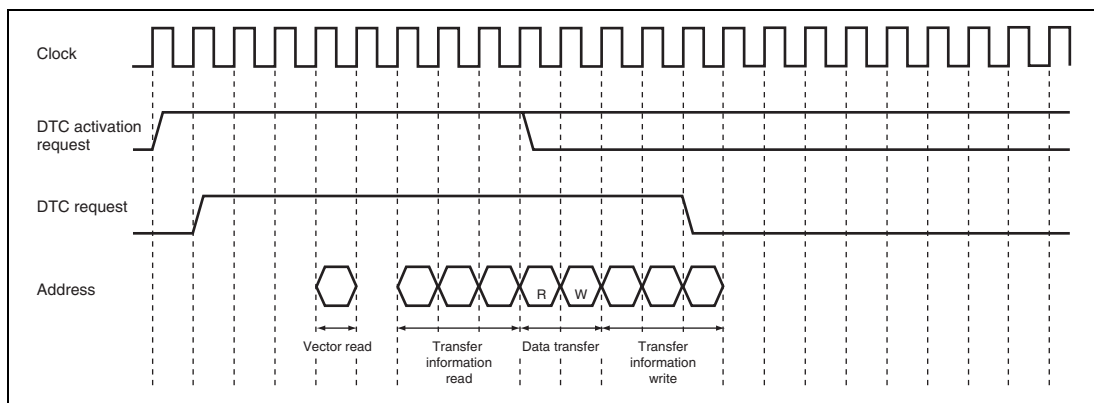 Clock
DTC activation
request
DTC request
Address
R
W
Vector read
Transfer
information
read
Data transfer
Transfer
information
write